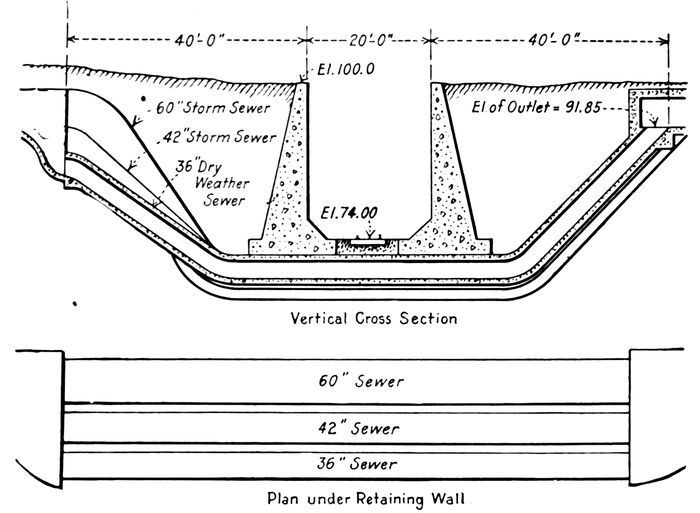 40'-0" 20'-0" 40'-0"
El.100.0
60" Storm Sewer
El of Outlet = 91.85
42" Storm Sewer
36" Dry
Weather
Sewer
El.74.00
Vertical Cross Section
60" Sewer
42" Sewer
36" Sewer
Plan under Retaining Wall